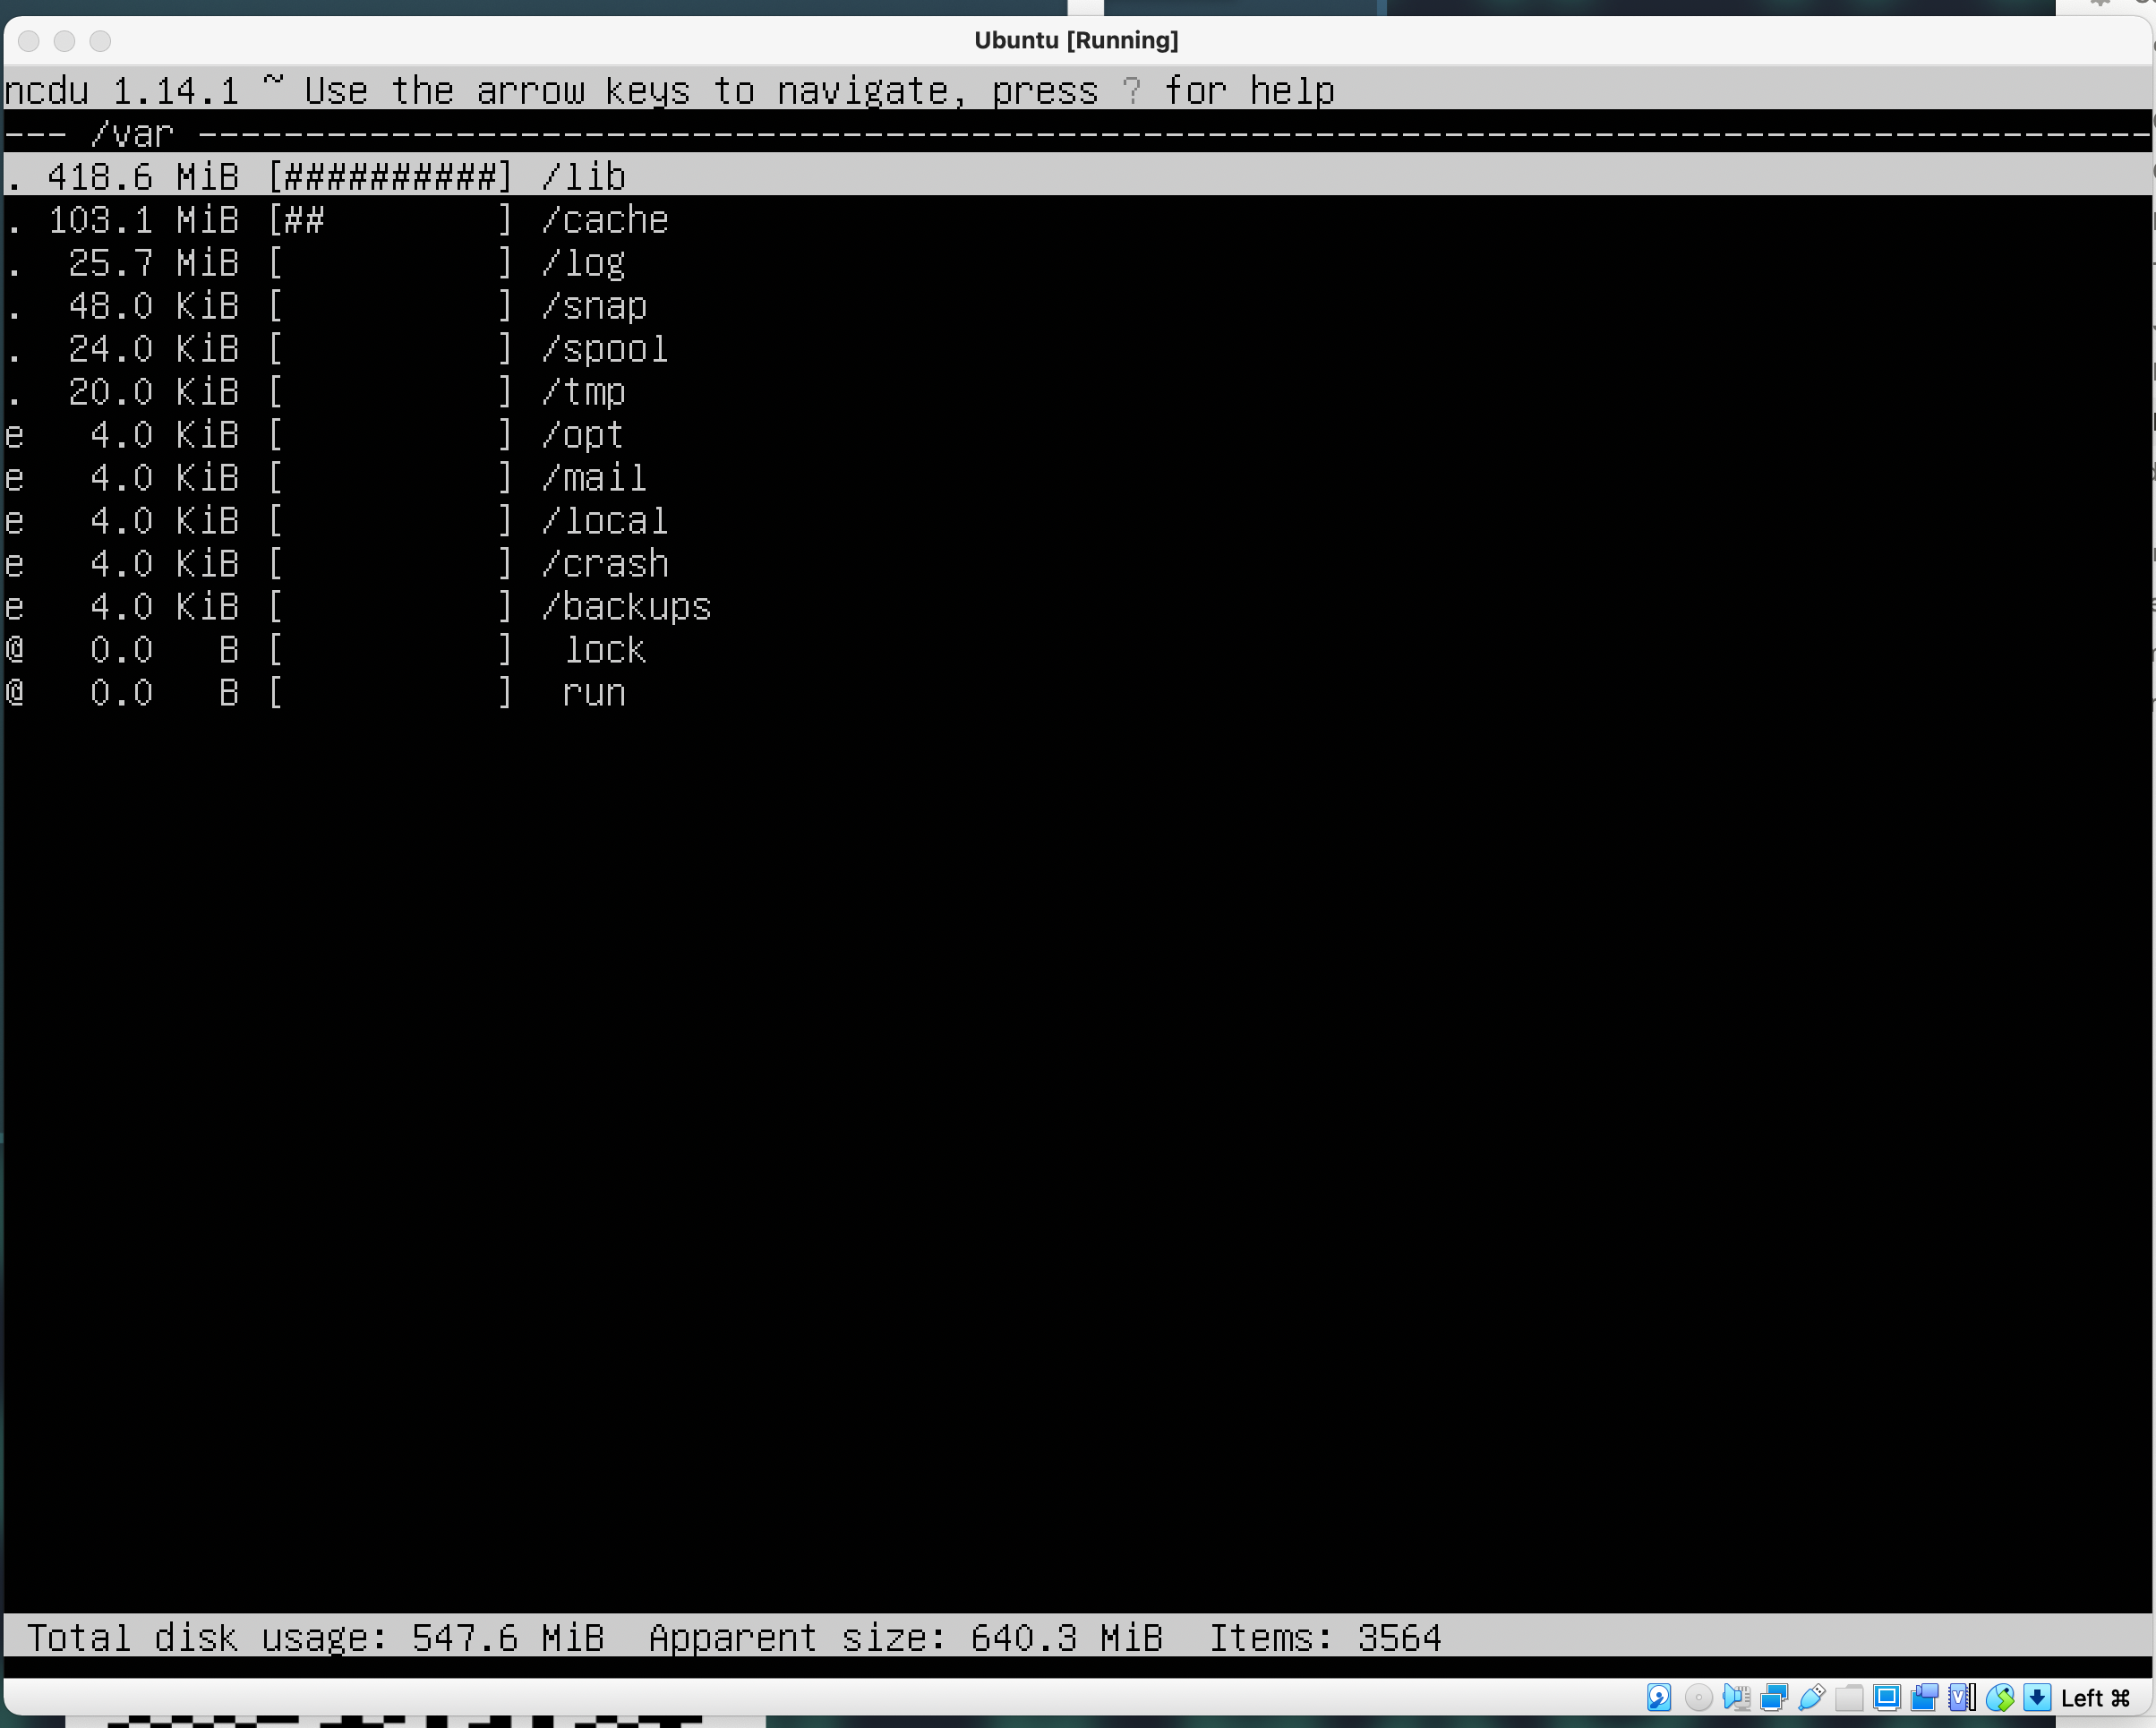 Ubuntu [Running]
ncdu 1.14.1 ~ Use the arrow keys to navigate, press ? for help
--- /var ----------------------------------------------------------------------------------------------
. 418.6 MiB [##########] /lib
. 103.1 MiB [##        ] /cache
.  25.7 MiB [          ] /log
.  48.0 KiB [          ] /snap
.  24.0 KiB [          ] /spool
.  20.0 KiB [          ] /tmp
e   4.0 KiB [          ] /opt
e   4.0 KiB [          ] /mail
e   4.0 KiB [          ] /local
e   4.0 KiB [          ] /crash
e   4.0 KiB [          ] /backups
@   0.0   B [          ]  lock
@   0.0   B [          ]  run
Total disk usage: 547.6 MiB  Apparent size: 640.3 MiB  Items: 3564
Left ⌘